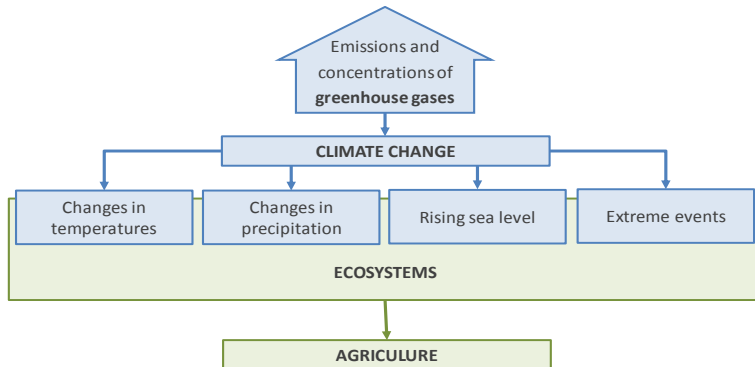 Emissions and
concentrations of
greenhouse gases
CLIMATE CHANGE
Changes in
temperatures
Changes in
precipitation
Rising sea level
Extreme events
ECOSYSTEMS
AGRICULURE